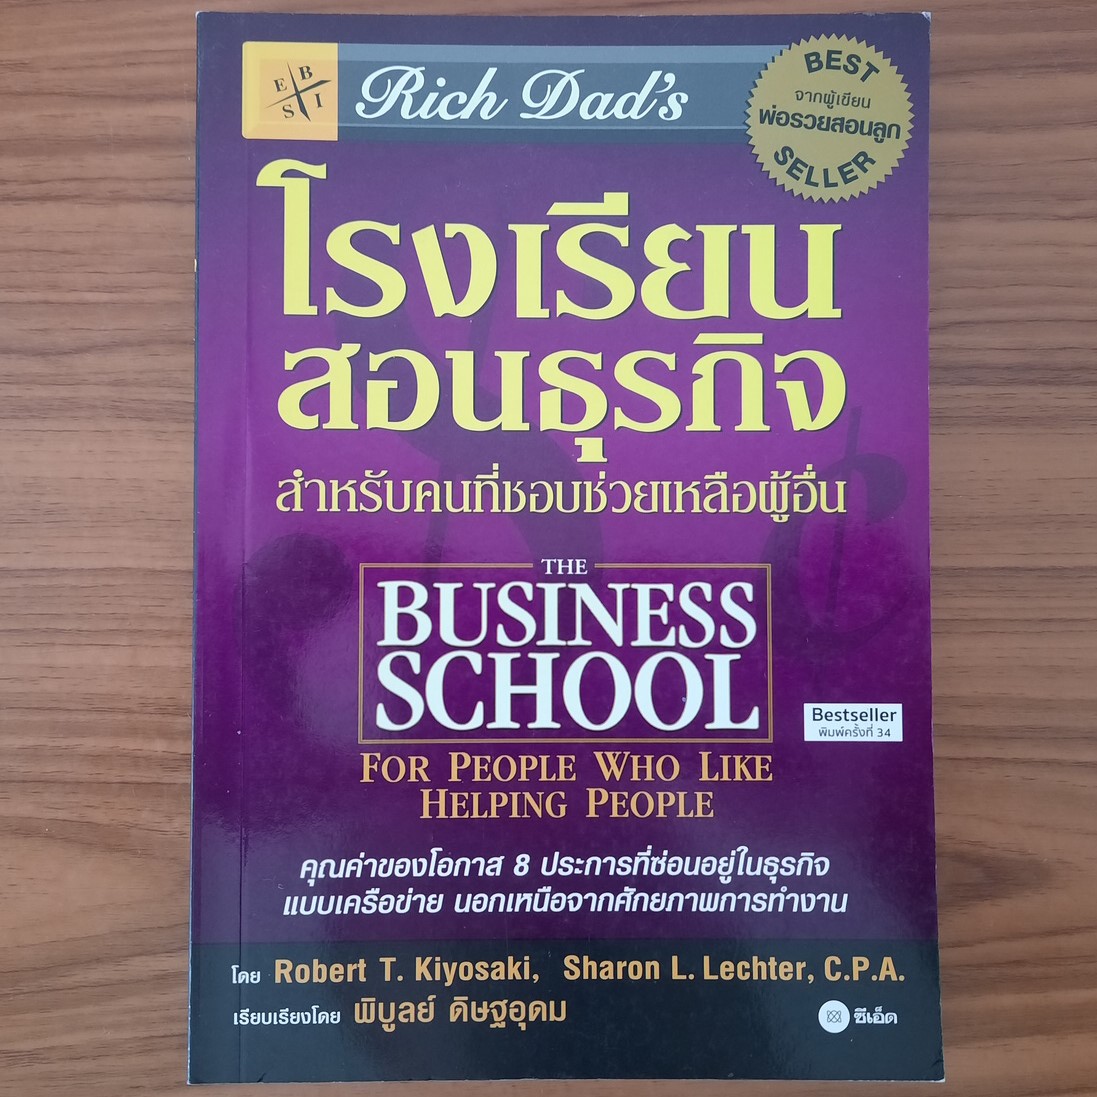 E B
S I
Rich Dad's
BEST
จากผู้เขียน
พ่อรวยสอนลูก
SELLER
โรงเรียน
สอนธุรกิจ
สำหรับคนที่ชอบช่วยเหลือผู้อื่น
THE
BUSINESS
SCHOOL
Bestseller
พิมพ์ครั้งที่ 34
FOR PEOPLE WHO LIKE
HELPING PEOPLE
คุณค่าของโอกาส 8 ประการที่ซ่อนอยู่ในธุรกิจ
แบบเครือข่าย นอกเหนือจากศักยภาพการทำงาน
โดย Robert T. Kiyosaki, Sharon L. Lechter, C.P.A.
เรียบเรียงโดย พิบูลย์ ดิษฐอุดม
ซีเอ็ด